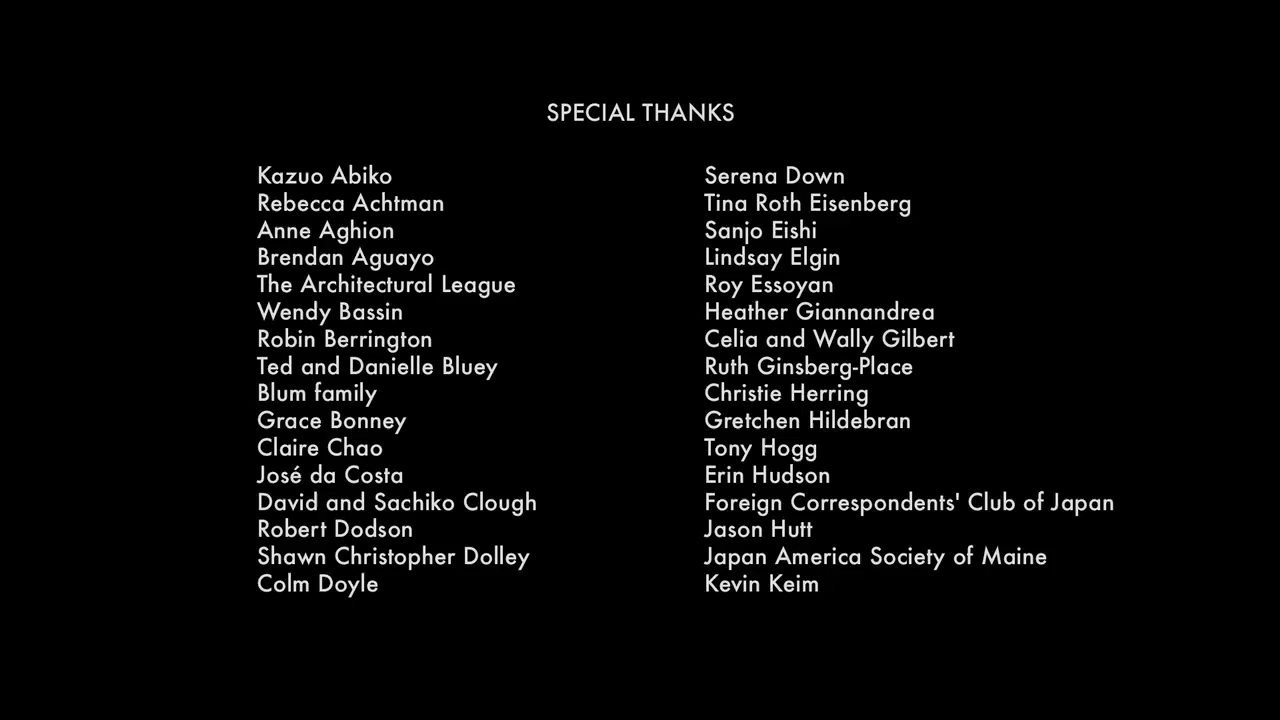 SPECIAL THANKS
Kazuo Abiko
Rebecca Achtman
Anne Aghion
Brendan Aguayo
The Architectural League
Wendy Bassin
Robin Berrington
Ted and Danielle Bluey
Blum family
Grace Bonney
Claire Chao
José da Costa
David and Sachiko Clough
Robert Dodson
Shawn Christopher Dolley
Colm Doyle
Serena Down
Tina Roth Eisenberg
Sanjo Eishi
Lindsay Elgin
Roy Essoyan
Heather Giannandrea
Celia and Wally Gilbert
Ruth Ginsberg-Place
Christie Herring
Gretchen Hildebran
Tony Hogg
Erin Hudson
Foreign Correspondents' Club of Japan
Jason Hutt
Japan America Society of Maine
Kevin Keim